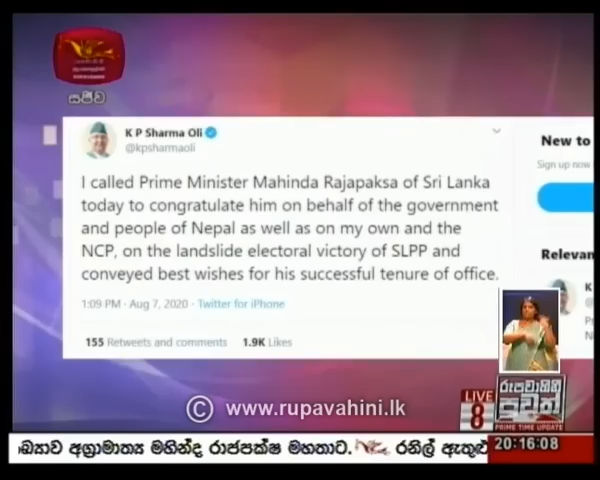 සජීව
K P Sharma Oli
@kpsharmaoli
I called Prime Minister Mahinda Rajapaksa of Sri Lanka
today to congratulate him on behalf of the government
and people of Nepal as well as on my own and the
NCP, on the landslide electoral victory of SLPP and
conveyed best wishes for his successful tenure of office.
1:09 PM · Aug 7, 2020 · Twitter for iPhone
155 Retweets and comments 1.9K Likes
New to
Sign up now
Relevan
K
@
Pr
N
© www.rupavahini.lk
LIVE
8
රූපවාහිනී
පුවත්
PRIME TIME UPDATE
ඛ්‍යාව අග්‍රාමාත්‍ය මහින්ද රාජපක්ෂ මහතාට. රනිල් ඇතුළු
20:16:08